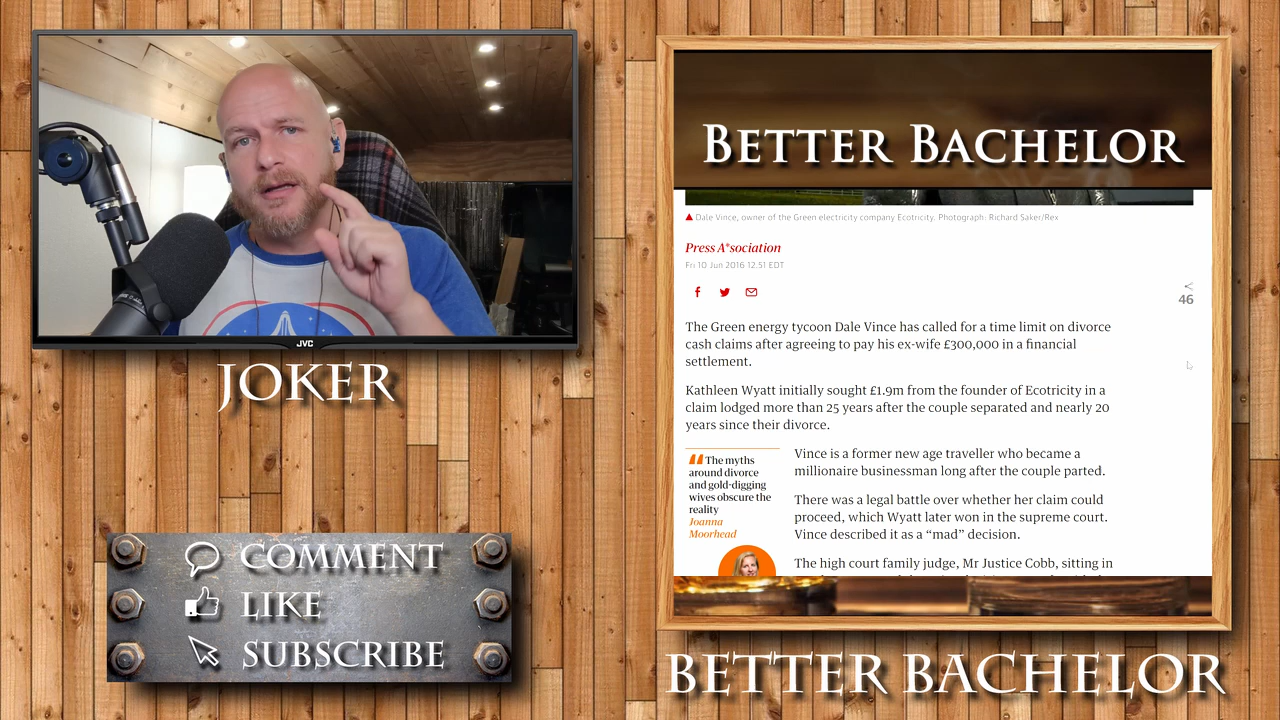 JVC
JOKER
COMMENT
LIKE
SUBSCRIBE
BETTER BACHELOR
Dale Vince, owner of the Green electricity company Ecotricity. Photograph: Richard Saker/Rex
Press A*sociation
Fri 10 Jun 2016 12.51 EDT
46
The Green energy tycoon Dale Vince has called for a time limit on divorce
cash claims after agreeing to pay his ex-wife £300,000 in a financial
settlement.
Kathleen Wyatt initially sought £1.9m from the founder of Ecotricity in a
claim lodged more than 25 years after the couple separated and nearly 20
years since their divorce.
“The myths
around divorce
and gold-digging
wives obscure the
reality
Joanna
Moorhead
Vince is a former new age traveller who became a
millionaire businessman long after the couple parted.
There was a legal battle over whether her claim could
proceed, which Wyatt later won in the supreme court.
Vince described it as a “mad” decision.
The high court family judge, Mr Justice Cobb, sitting in
BETTER BACHELOR